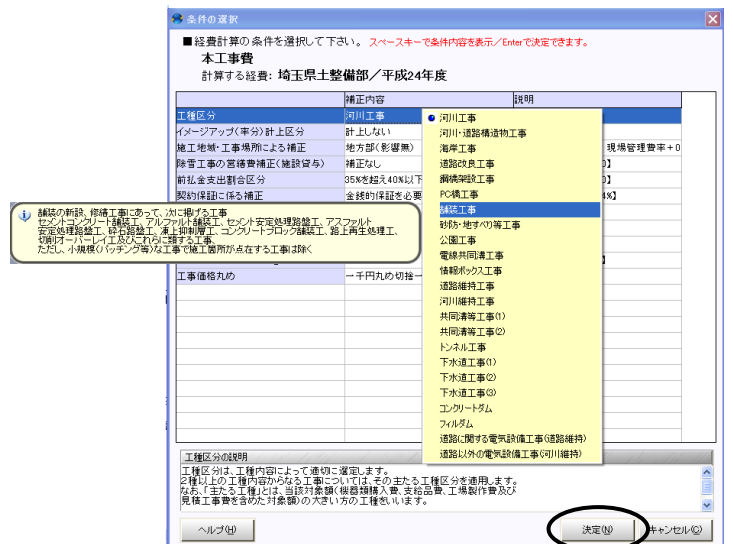 条件の選択
■経費計算の条件を選択して下さい。 スペースキーで条件内容を表示／Enterで決定できます。
本工事費
計算する経費: 埼玉県土整備部／平成24年度
補正内容 説明
工種区分 河川工事
イメージアップ(率分)計上区分 計上しない
施工地域・工事場所による補正 地方部(影響無) 現場管理費率+0
除雪工事の営繕費補正(施設貸与) 補正なし 0】
前払金支出割合区分 35%を超え40%以下 0】
契約保証に係る補正 金銭的保証を必要 4%】
工事価格丸め 一千円丸め切捨一
河川工事
河川・道路構造物工事
海岸工事
道路改良工事
鋼橋架設工事
PC橋工事
舗装工事
砂防・地すべり等工事
公園工事
電線共同溝工事
情報ボックス工事
道路維持工事
河川維持工事
共同溝等工事(1)
共同溝等工事(2)
トンネル工事
下水道工事(1)
下水道工事(2)
下水道工事(3)
コンクリートダム
フィルダム
道路に関する電気設備工事(道路維持)
道路以外の電気設備工事(河川維持)
舗装の新設、修繕工事にあって、次に掲げる工事
セメントコンクリート舗装工、アルファルト舗装工、セメント安定処理路盤工、アスファルト
安定処理路盤工、砕石路盤工、凍上抑制層工、コンクリートブロック舗装工、路上再生処理工、
切削オーバーレイ工及びこれらに類する工事、
ただし、小規模(パッチング等)な工事で施工箇所が点在する工事は除く
工種区分の説明
工種区分は、工種内容によって適切に選定します。
2種以上の工種内容からなる工事については、その主たる工種区分を適用します。
なお、「主たる工種」とは、当該対象額(機器類購入費、支給品費、工場製作費及び
見積工事費を含めた対象額)の大きい方の工種をいいます。
ヘルプ(H) 決定(N) キャンセル(C)